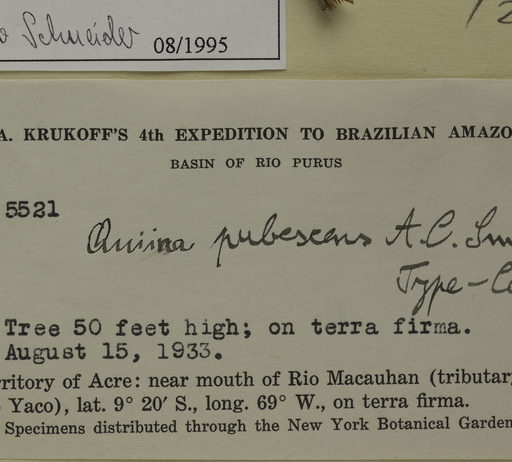 Schneider 08/1995
A. KRUKOFF'S 4th EXPEDITION TO BRAZILIAN AMAZO
BASIN OF RIO PURUS
5521
Quiina pubescens A.C. Sm
Type-Co
Tree 50 feet high; on terra firma.
August 15, 1933.
rritory of Acre: near mouth of Rio Macauhan (tributary
Yaco), lat. 9° 20′ S., long. 69° W., on terra firma.
Specimens distributed through the New York Botanical Garden